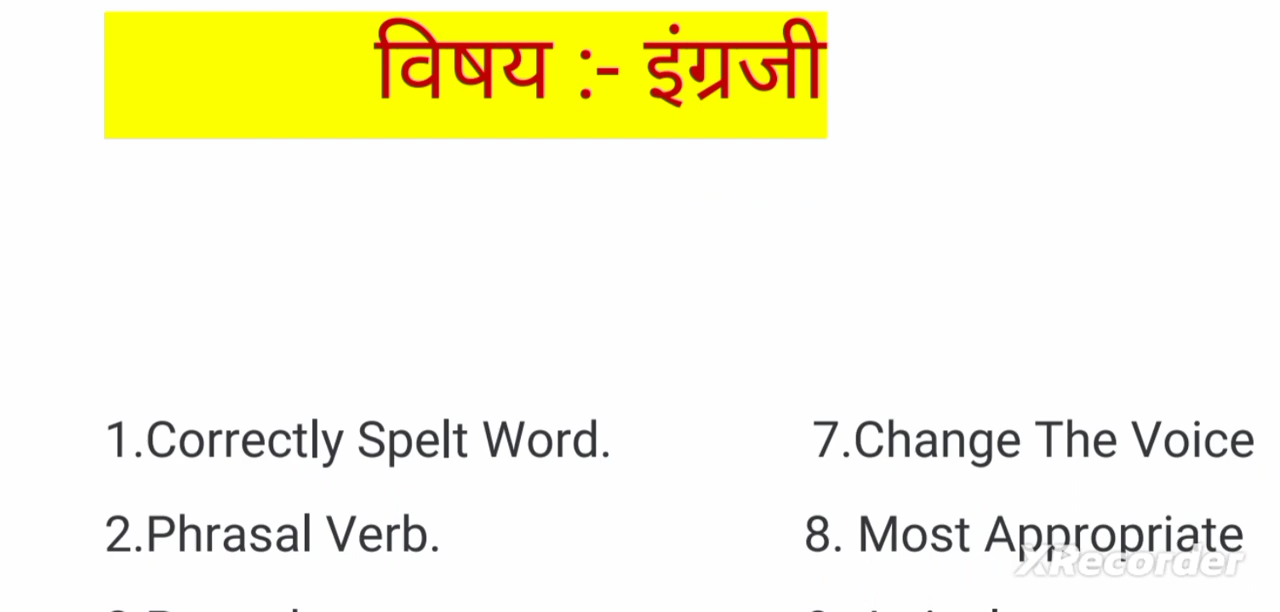 विषय :- इंग्रजी
1.Correctly Spelt Word.
7.Change The Voice
2.Phrasal Verb.
8. Most Appropriate
XRecorder